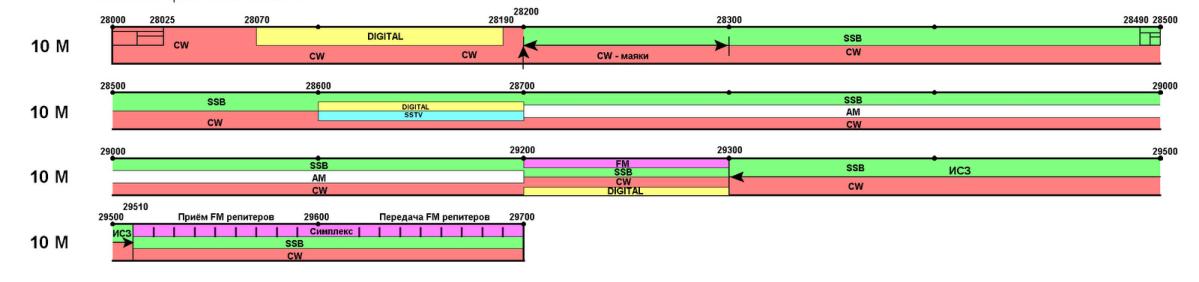 28200
28000 28025 28070 28190 28300 28490 28500
10 М DIGITAL SSB
CW
CW CW CW - маяки CW
28500 28600 28700 29000
10 М SSB DIGITAL SSB
SSTV AM
CW CW
29000 29200 29300 29500
10 М SSB FM SSB ИСЗ
AM SSB
CW CW CW
DIGITAL
29510
29500 Приём FM репитеров 29600 Передача FM репитеров 29700
10 М ИСЗ Симплекс
SSB
CW